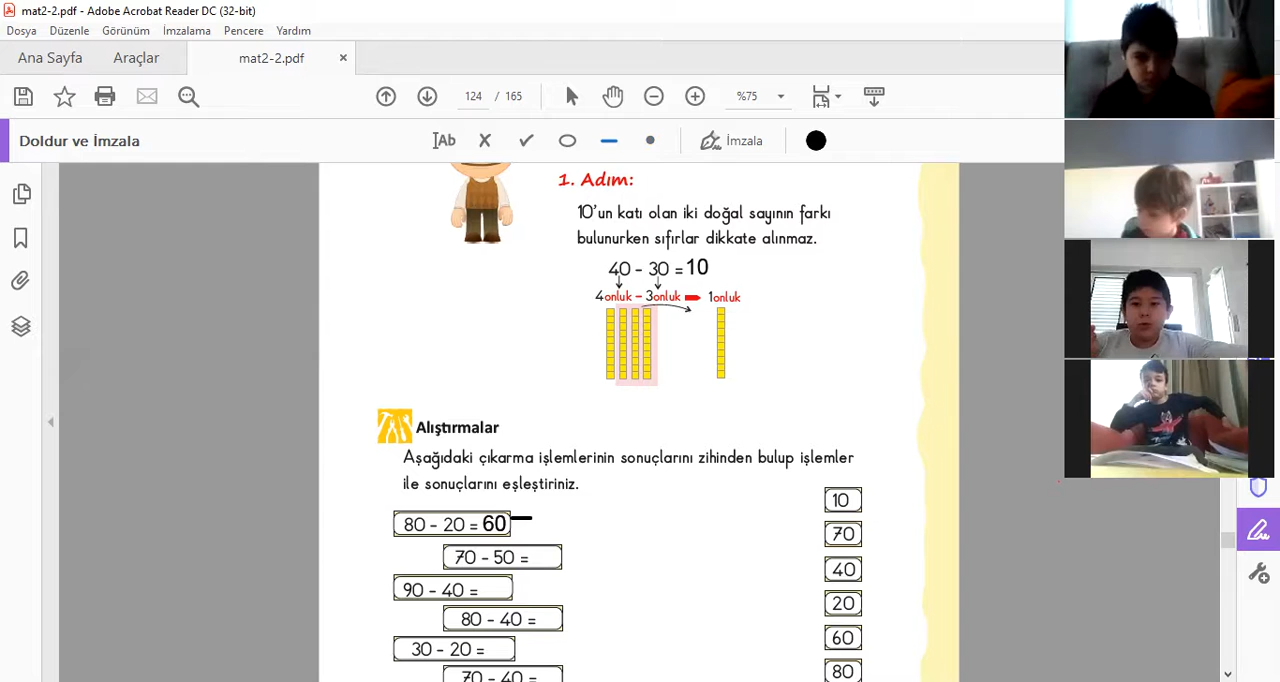 mat2-2.pdf - Adobe Acrobat Reader DC (32-bit)
Dosya Düzenle Görünüm İmzalama Pencere Yardım
Ana Sayfa Araçlar mat2-2.pdf ×
124 / 165 %75
Doldur ve İmzala IAb İmzala
1. Adım:
10'un katı olan iki doğal sayının farkı
bulunurken sıfırlar dikkate alınmaz.
40 - 30 = 10
4onluk - 3onluk 1onluk
Alıştırmalar
Aşağıdaki çıkarma işlemlerinin sonuçlarını zihinden bulup işlemler
ile sonuçlarını eşleştiriniz.
80 - 20 = 60
70 - 50 =
90 - 40 =
80 - 40 =
30 - 20 =
70 - 40 =
10
70
40
20
60
80